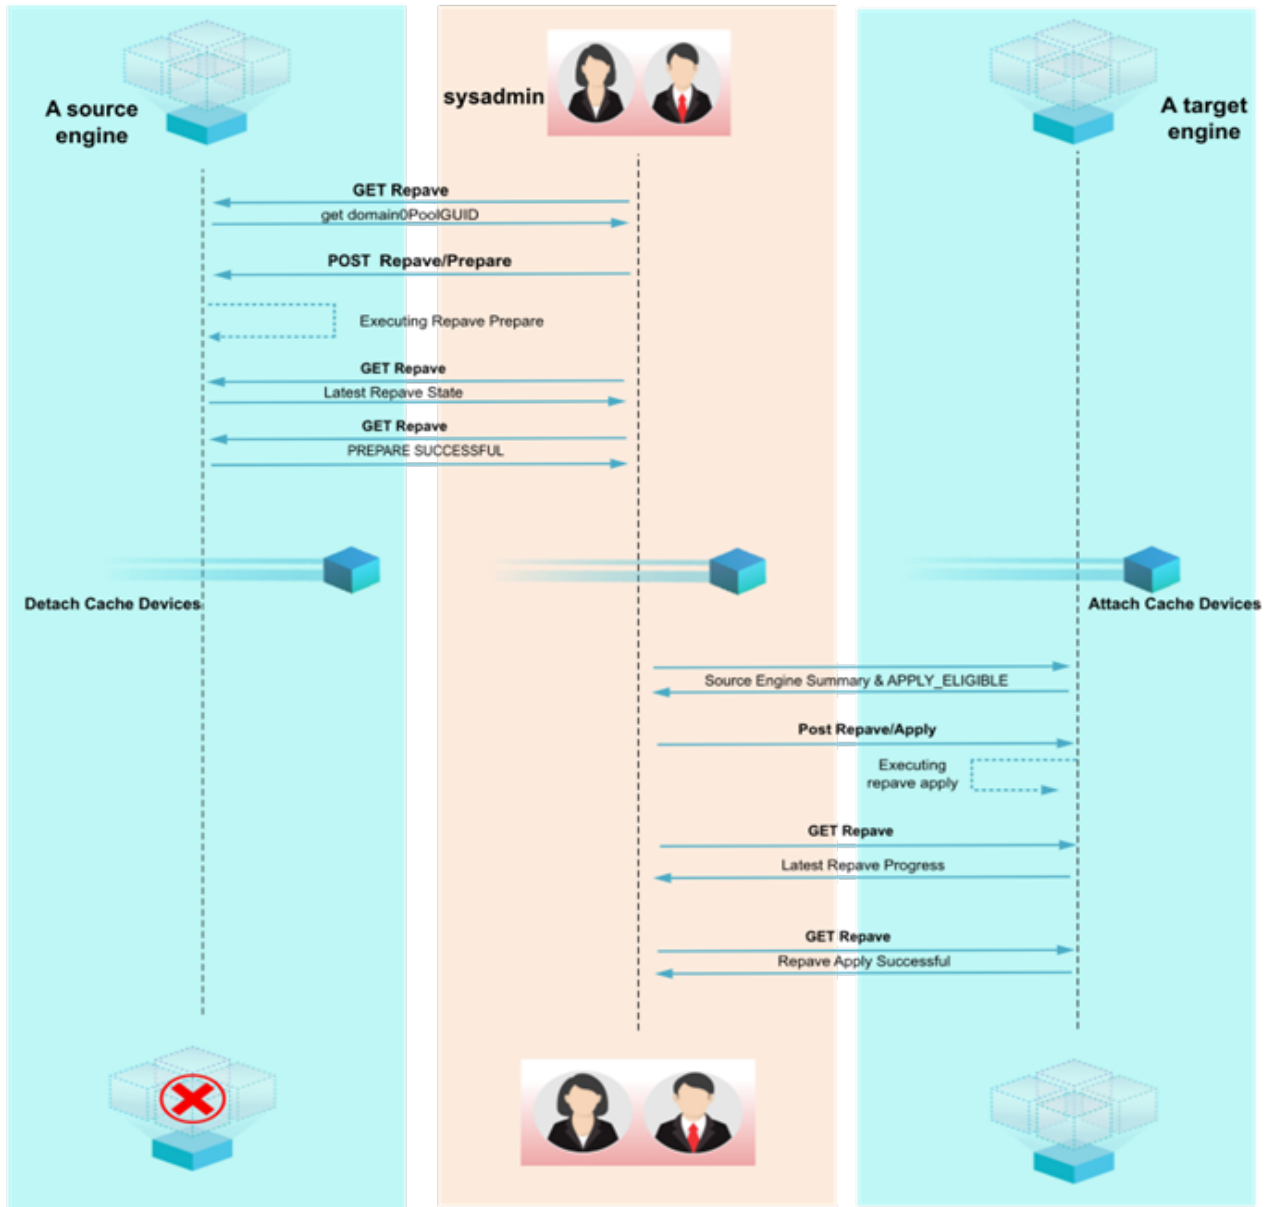 A source
engine
sysadmin
A target
engine
GET Repave
get domain0PoolGUID
POST Repave/Prepare
Executing Repave Prepare
GET Repave
Latest Repave State
GET Repave
PREPARE SUCCESSFUL
Detach Cache Devices
Attach Cache Devices
Source Engine Summary & APPLY_ELIGIBLE
Post Repave/Apply
Executing
repave apply
GET Repave
Latest Repave Progress
GET Repave
Repave Apply Successful